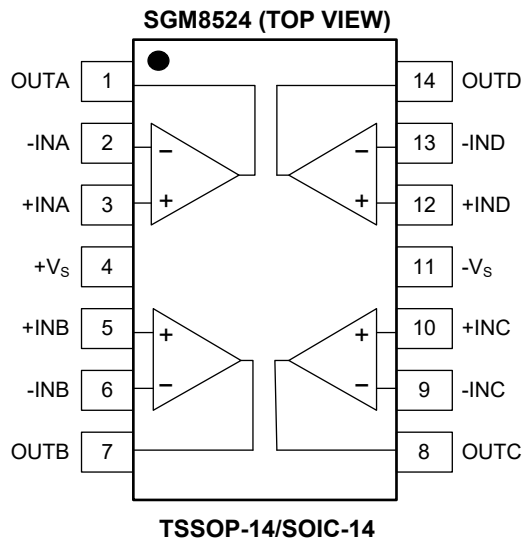 SGM8524 (TOP VIEW)
OUTA 1 14 OUTD
-INA 2 − − 13 -IND
+INA 3 + + 12 +IND
+VS 4 11 -VS
+INB 5 + + 10 +INC
-INB 6 − − 9 -INC
OUTB 7 8 OUTC
TSSOP-14/SOIC-14